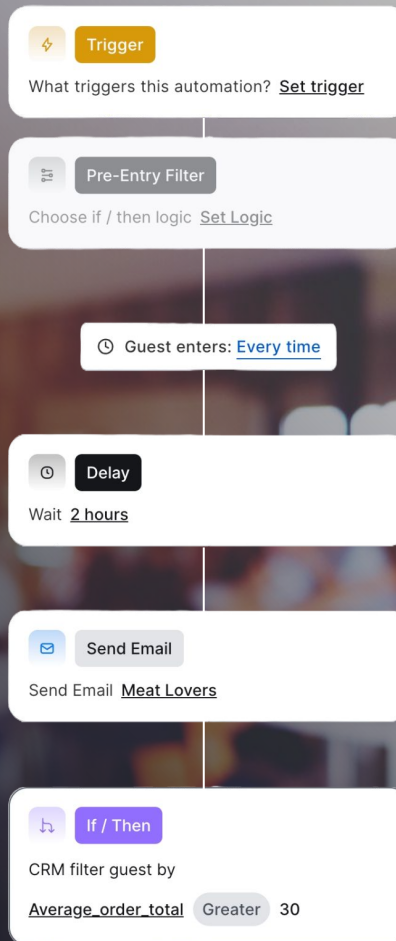 Trigger
What triggers this automation? Set trigger
Pre-Entry Filter
Choose if / then logic Set Logic
Guest enters: Every time
Delay
Wait 2 hours
Send Email
Send Email Meat Lovers
If / Then
CRM filter guest by
Average_order_total Greater 30